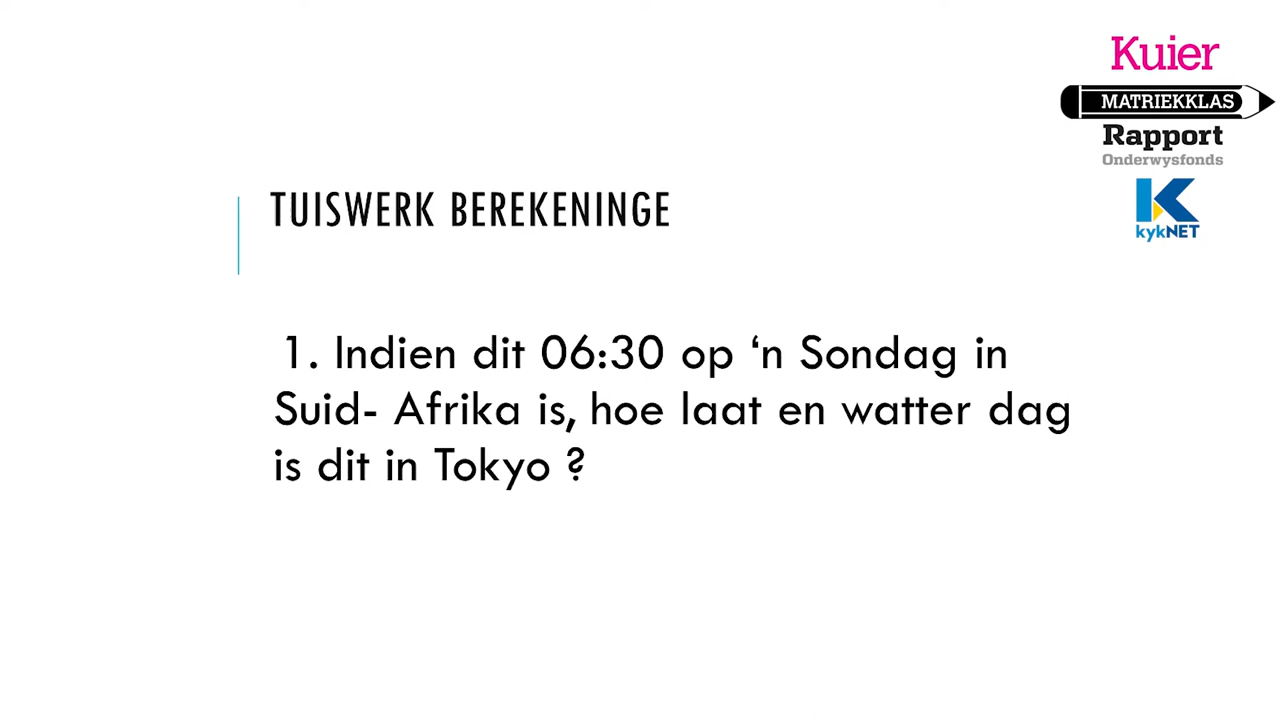 Kuier
MATRIEKKLAS
Rapport
Onderwysfonds
kykNET
TUISWERK BEREKENINGE
1. Indien dit 06:30 op ‘n Sondag in
Suid- Afrika is, hoe laat en watter dag
is dit in Tokyo ?